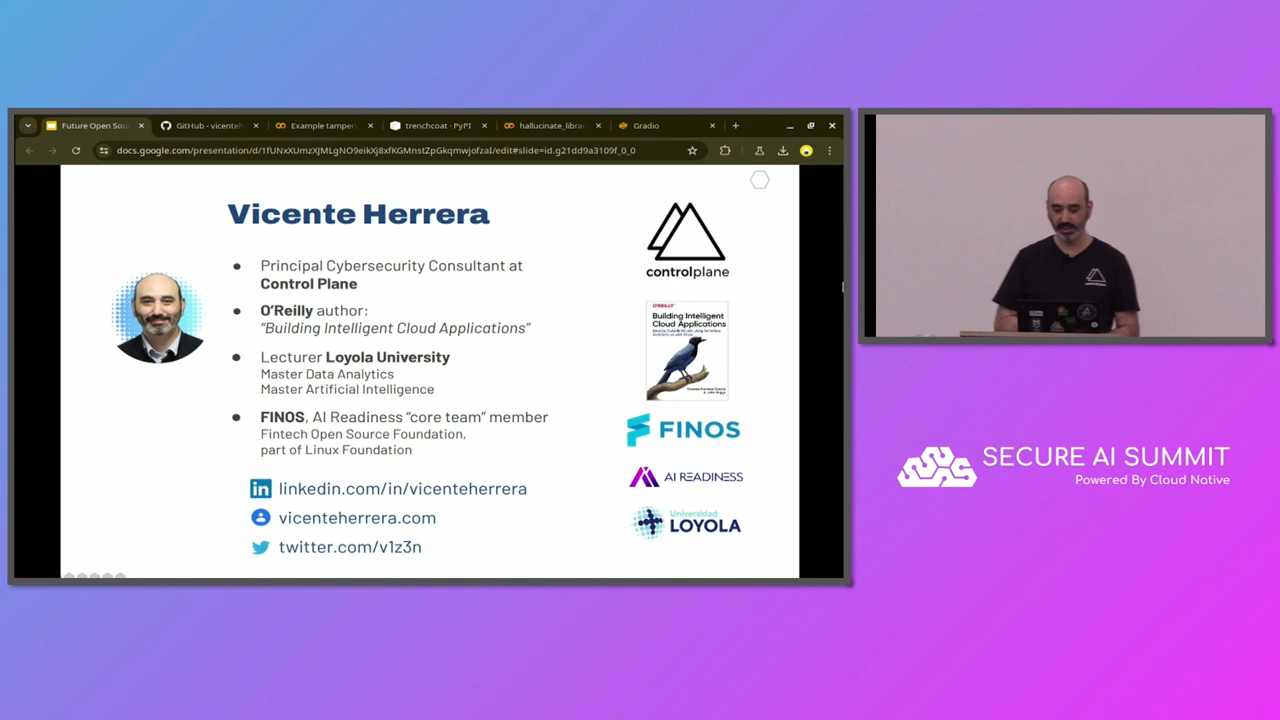 Future Open Sou
GitHub - vicenteh
Example tamperi
trenchcoat · PyPI
hallucinate_librar
Gradio
docs.google.com/presentation/d/1fUNxXUmzXJMLgNO9eikXj8xfKGMnstZpGkqmwjofzaI/edit#slide=id.g21dd9a3109f_0_0
Vicente Herrera
Principal Cybersecurity Consultant at
Control Plane
O'Reilly author:
"Building Intelligent Cloud Applications"
Lecturer Loyola University
Master Data Analytics
Master Artificial Intelligence
FINOS, AI Readiness "core team" member
Fintech Open Source Foundation,
part of Linux Foundation
linkedin.com/in/vicenteherrera
vicenteherrera.com
twitter.com/v1z3n
controlplane
O'REILLY
Building Intelligent
Cloud Applications
FINOS
AI READINESS
Universidad
LOYOLA
SECURE AI SUMMIT
Powered By Cloud Native